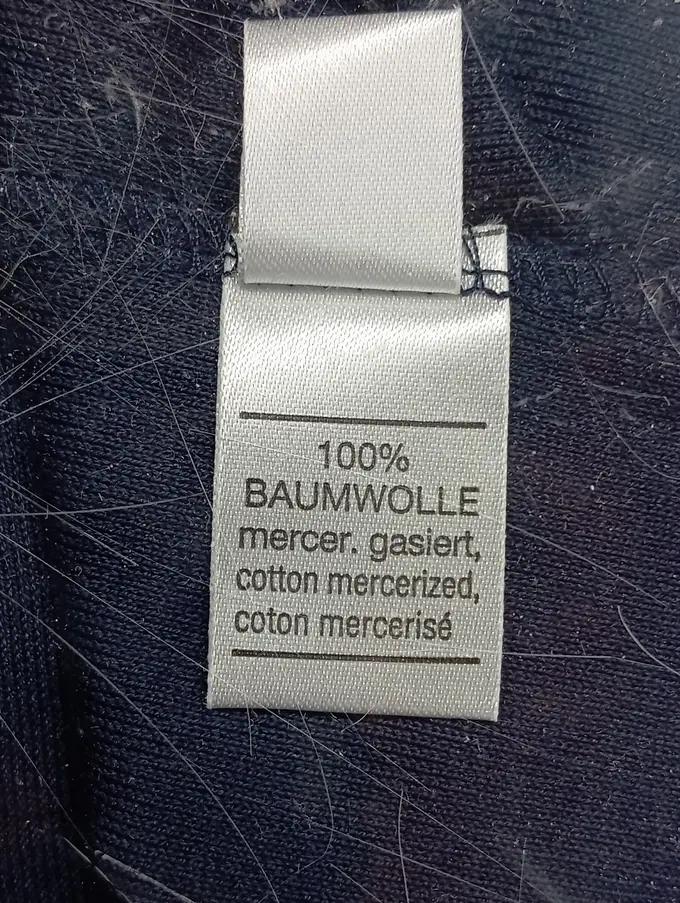 100%
BAUMWOLLE
mercer. gasiert,
cotton mercerized,
coton mercerisé